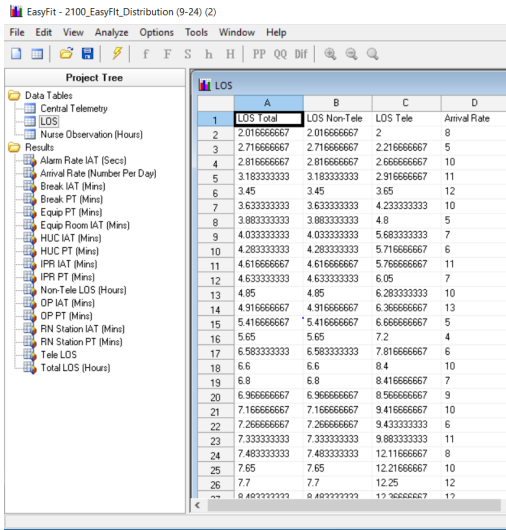 EasyFit - 2100_EasyFIt_Distribution (9-24) (2)
File Edit View Analyze Options Tools Window Help
f F S h H PP QQ Dif
Project Tree
Data Tables
Central Telemetry
LOS
Nurse Observation (Hours)
Results
Alarm Rate IAT (Secs)
Arrival Rate (Number Per Day)
Break IAT (Mins)
Break PT (Mins)
Equip PT (Mins)
Equip Room IAT (Mins)
HUC IAT (Mins)
HUC PT (Mins)
IPR IAT (Mins)
IPR PT (Mins)
Non-Tele LOS (Hours)
OP IAT (Mins)
OP PT (Mins)
RN Station IAT (Mins)
RN Station PT (Mins)
Tele LOS
Total LOS (Hours)
LOS
A B C D
1 LOS Total LOS Non-Tele LOS Tele Arrival Rate
2 2.016666667 2.016666667 2 8
3 2.716666667 2.716666667 2.216666667 5
4 2.816666667 2.816666667 2.666666667 10
5 3.183333333 3.183333333 2.916666667 11
6 3.45 3.45 3.65 12
7 3.633333333 3.633333333 4.233333333 10
8 3.883333333 3.883333333 4.8 5
9 4.033333333 4.033333333 5.683333333 7
10 4.283333333 4.283333333 5.716666667 6
11 4.616666667 4.616666667 5.766666667 11
12 4.633333333 4.633333333 6.05 7
13 4.85 4.85 6.283333333 10
14 4.916666667 4.916666667 6.366666667 13
15 5.416666667 5.416666667 6.666666667 5
16 5.65 5.65 7.2 4
17 6.583333333 6.583333333 7.816666667 6
18 6.6 6.6 8.4 10
19 6.8 6.8 8.416666667 7
20 6.966666667 6.966666667 8.566666667 9
21 7.166666667 7.166666667 9.416666667 10
22 7.266666667 7.266666667 9.433333333 6
23 7.333333333 7.333333333 9.883333333 11
24 7.483333333 7.483333333 12.11666667 8
25 7.65 7.65 12.21666667 10
26 7.7 7.7 12.25 12
27 8.483333333 8.483333333 12.36666667 12